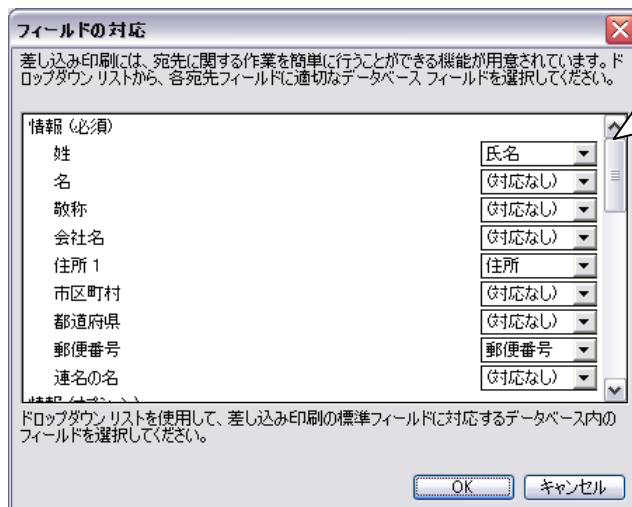 フィールドの対応
差し込み印刷には、宛先に関する作業を簡単に行うことができる機能が用意されています。ド
ロップダウン リストから、各宛先フィールドに適切なデータベース フィールドを選択してください。
情報 (必須)
姓 氏名
名 (対応なし)
敬称 (対応なし)
会社名 (対応なし)
住所 1 住所
市区町村 (対応なし)
都道府県 (対応なし)
郵便番号 郵便番号
連名の名 (対応なし)
ドロップダウン リストを使用して、差し込み印刷の標準フィールドに対応するデータベース内の
フィールドを選択してください。
OK キャンセル